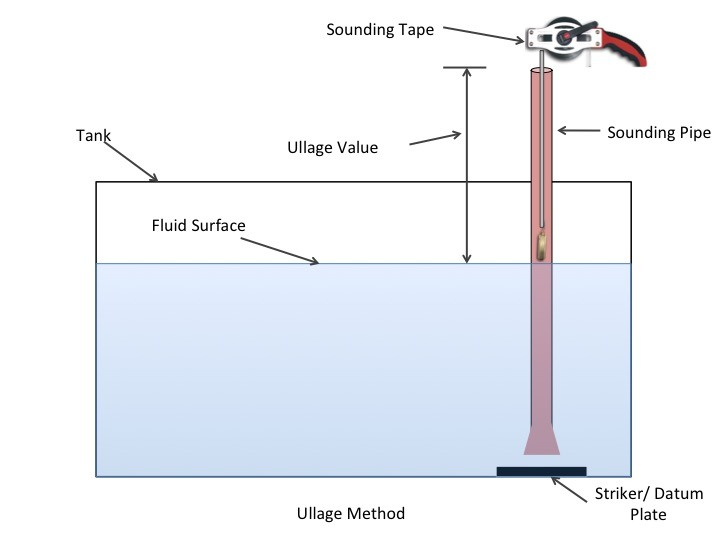 Sounding Tape
Sounding Pipe
Tank
Ullage Value
Fluid Surface
Striker/ Datum
Plate
Ullage Method